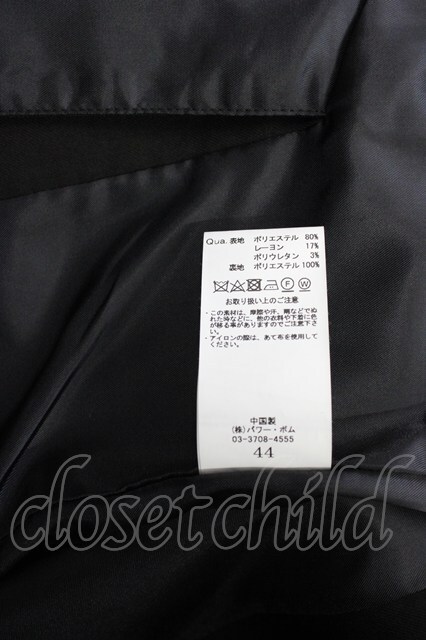 Qua. 表地 ポリエステル 80%
レーヨン 17%
ポリウレタン 3%
裏地 ポリエステル 100%
お取り扱い上のご注意
・この素材は、摩擦や汗、雨などでぬ
れた時などに、他の衣料や下着に色
が移る事がありますのでご注意下さ
い。
・アイロンの際は、あて布を使用して
ください。
中国製
(株)パワー・ボム
03-3708-4555
44
closetchild